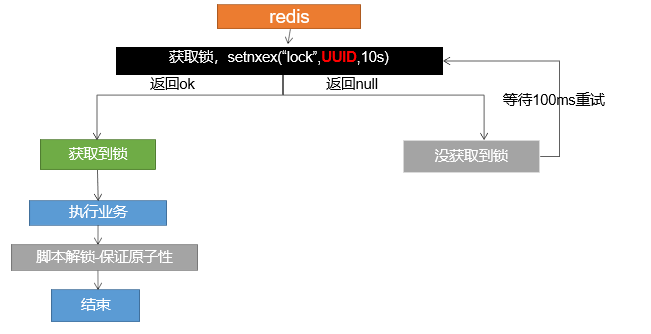 redis
获取锁，setnxex(“lock”,UUID,10s)
返回ok
返回null
等待100ms重试
获取到锁
没获取到锁
执行业务
脚本解锁-保证原子性
结束